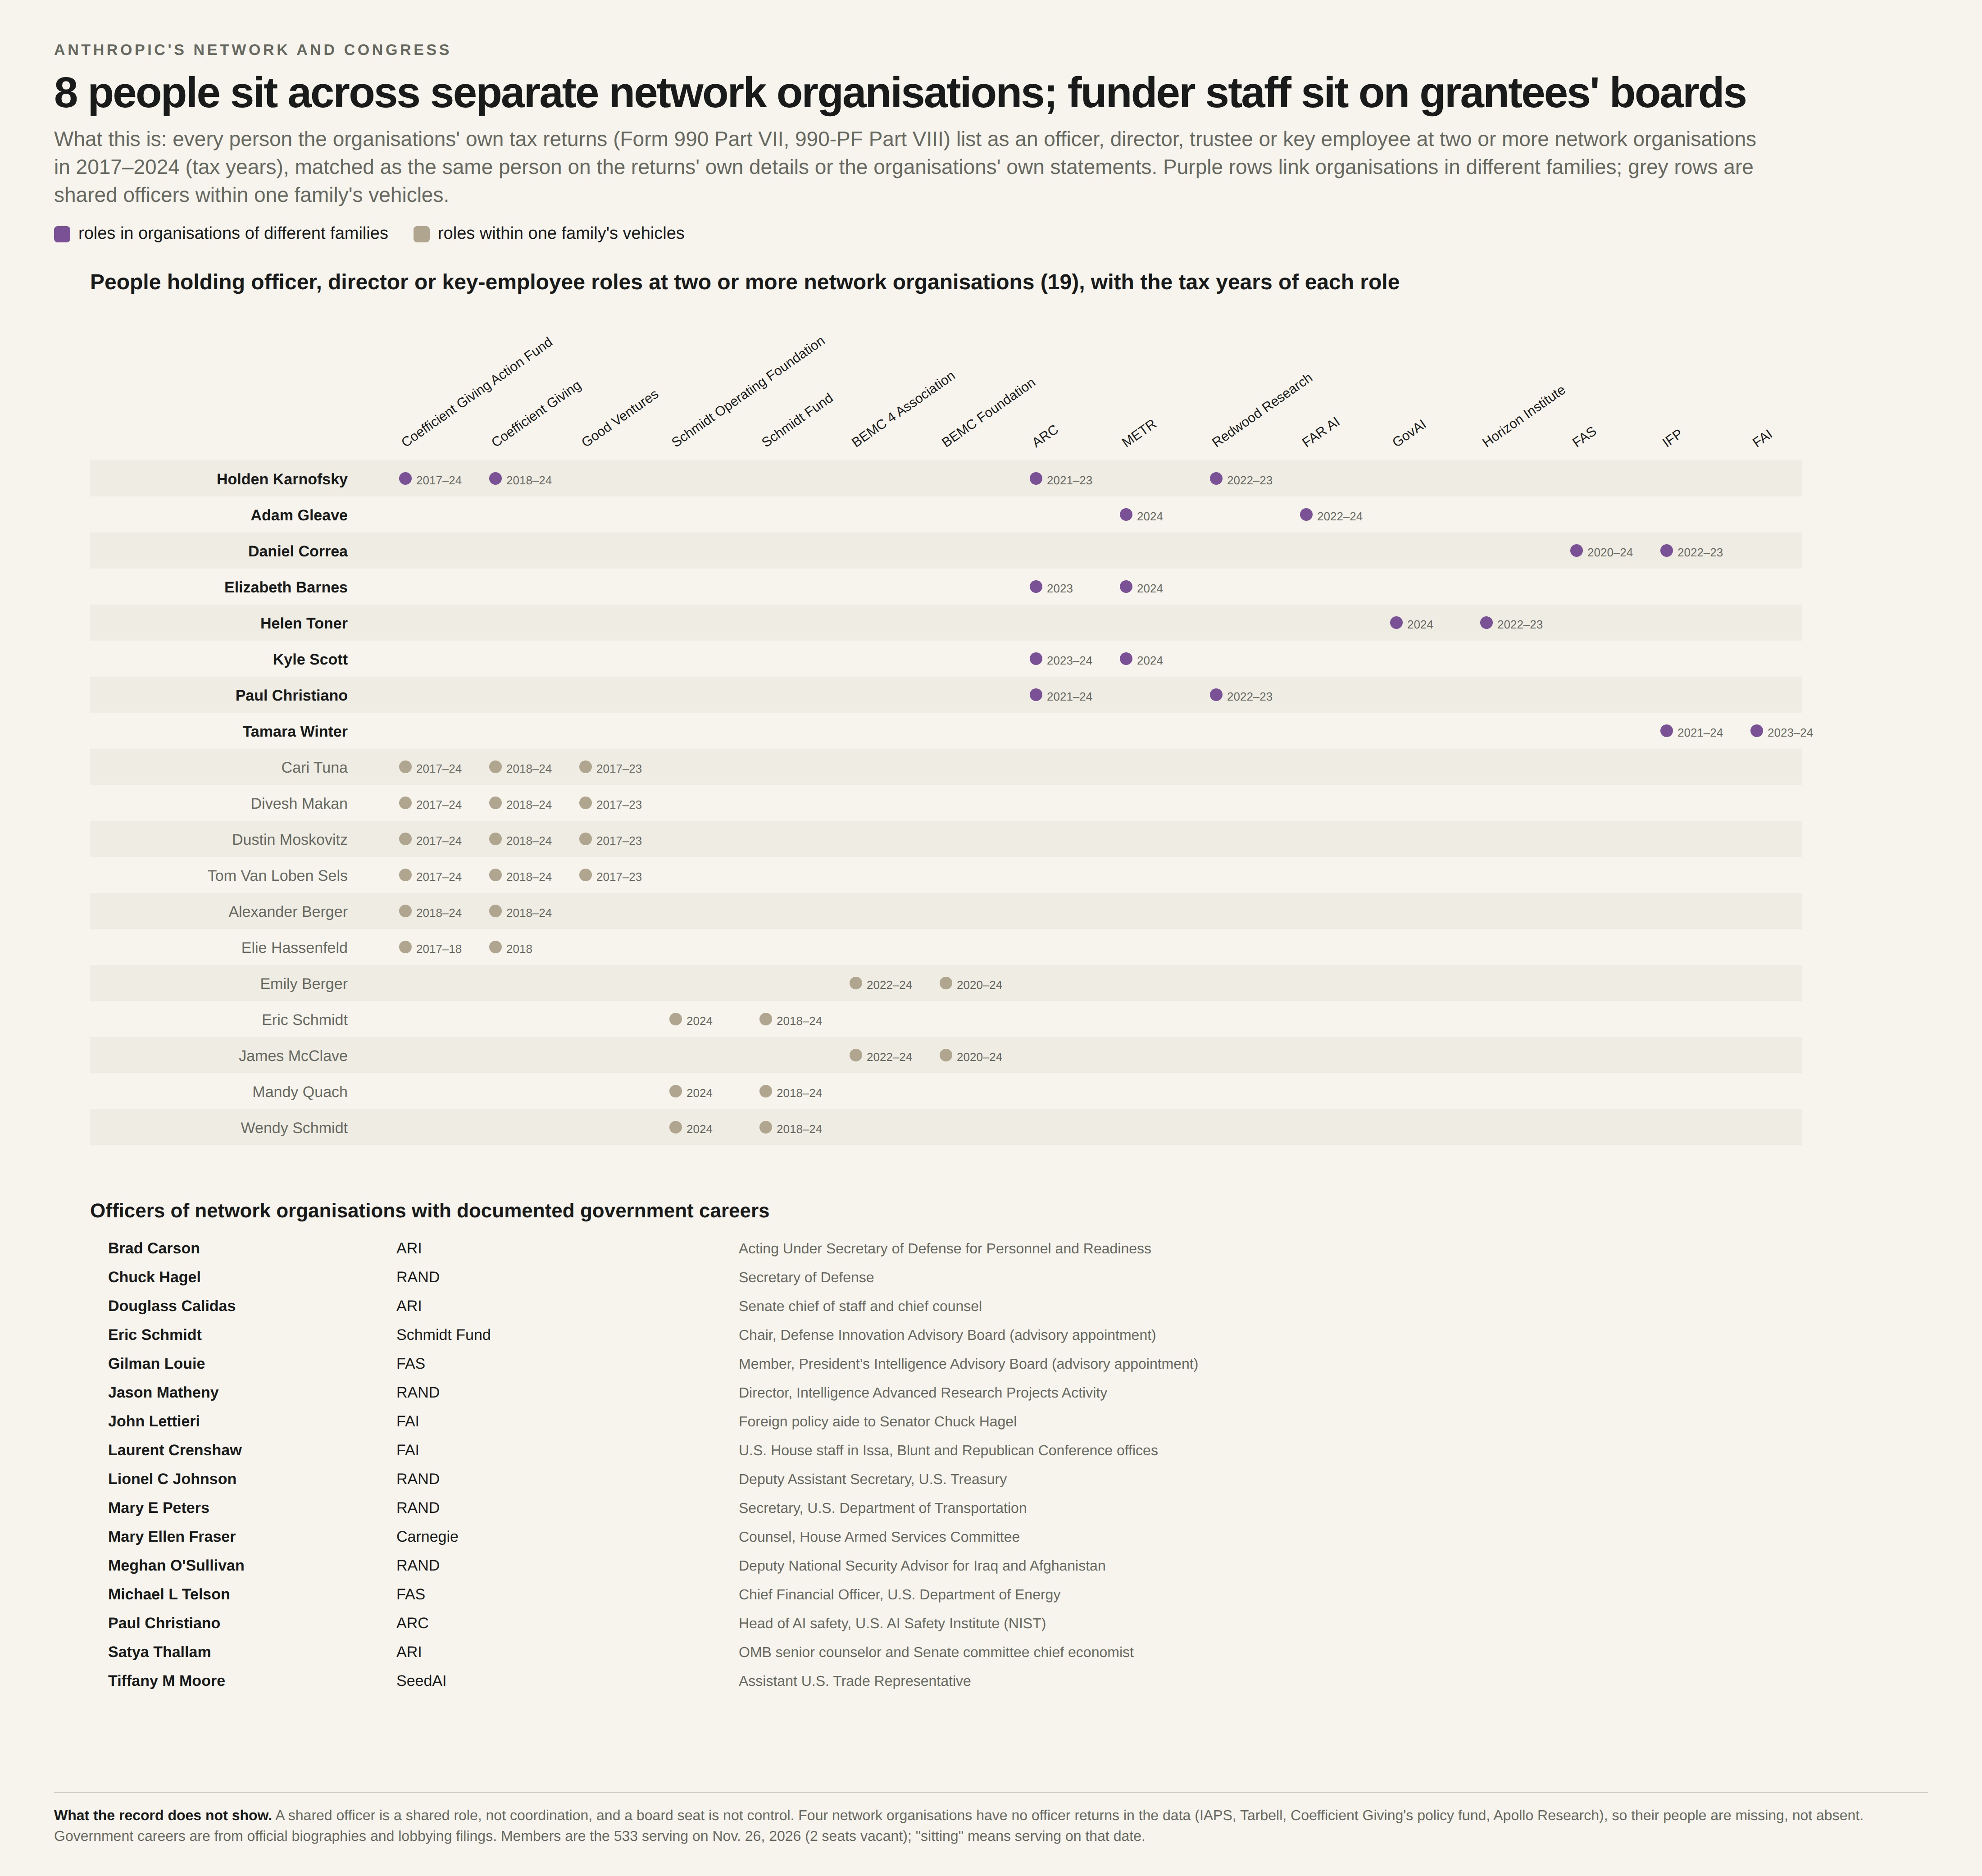 ANTHROPIC'S NETWORK AND CONGRESS
8 people sit across separate network organisations; funder staff sit on grantees' boards
What this is: every person the organisations' own tax returns (Form 990 Part VII, 990-PF Part VIII) list as an officer, director, trustee or key employee at two or more network organisations
in 2017–2024 (tax years), matched as the same person on the returns' own details or the organisations' own statements. Purple rows link organisations in different families; grey rows are
shared officers within one family's vehicles.
roles in organisations of different families roles within one family's vehicles
People holding officer, director or key-employee roles at two or more network organisations (19), with the tax years of each role
Coefficient Giving Action Fund
Coefficient Giving
Good Ventures
Schmidt Operating Foundation
Schmidt Fund
BEMC 4 Association
BEMC Foundation
ARC
METR
Redwood Research
FAR AI
GovAI
Horizon Institute
FAS
IFP
FAI
Holden Karnofsky 2017–24 2018–24 2021–23 2022–23
Adam Gleave 2024 2022–24
Daniel Correa 2020–24 2022–23
Elizabeth Barnes 2023 2024
Helen Toner 2024 2022–23
Kyle Scott 2023–24 2024
Paul Christiano 2021–24 2022–23
Tamara Winter 2021–24 2023–24
Cari Tuna 2017–24 2018–24 2017–23
Divesh Makan 2017–24 2018–24 2017–23
Dustin Moskovitz 2017–24 2018–24 2017–23
Tom Van Loben Sels 2017–24 2018–24 2017–23
Alexander Berger 2018–24 2018–24
Elie Hassenfeld 2017–18 2018
Emily Berger 2022–24 2020–24
Eric Schmidt 2024 2018–24
James McClave 2022–24 2020–24
Mandy Quach 2024 2018–24
Wendy Schmidt 2024 2018–24
Officers of network organisations with documented government careers
Brad Carson ARI Acting Under Secretary of Defense for Personnel and Readiness
Chuck Hagel RAND Secretary of Defense
Douglass Calidas ARI Senate chief of staff and chief counsel
Eric Schmidt Schmidt Fund Chair, Defense Innovation Advisory Board (advisory appointment)
Gilman Louie FAS Member, President’s Intelligence Advisory Board (advisory appointment)
Jason Matheny RAND Director, Intelligence Advanced Research Projects Activity
John Lettieri FAI Foreign policy aide to Senator Chuck Hagel
Laurent Crenshaw FAI U.S. House staff in Issa, Blunt and Republican Conference offices
Lionel C Johnson RAND Deputy Assistant Secretary, U.S. Treasury
Mary E Peters RAND Secretary, U.S. Department of Transportation
Mary Ellen Fraser Carnegie Counsel, House Armed Services Committee
Meghan O'Sullivan RAND Deputy National Security Advisor for Iraq and Afghanistan
Michael L Telson FAS Chief Financial Officer, U.S. Department of Energy
Paul Christiano ARC Head of AI safety, U.S. AI Safety Institute (NIST)
Satya Thallam ARI OMB senior counselor and Senate committee chief economist
Tiffany M Moore SeedAI Assistant U.S. Trade Representative
What the record does not show. A shared officer is a shared role, not coordination, and a board seat is not control. Four network organisations have no officer returns in the data (IAPS, Tarbell, Coefficient Giving's policy fund, Apollo Research), so their people are missing, not absent.
Government careers are from official biographies and lobbying filings. Members are the 533 serving on Nov. 26, 2026 (2 seats vacant); "sitting" means serving on that date.